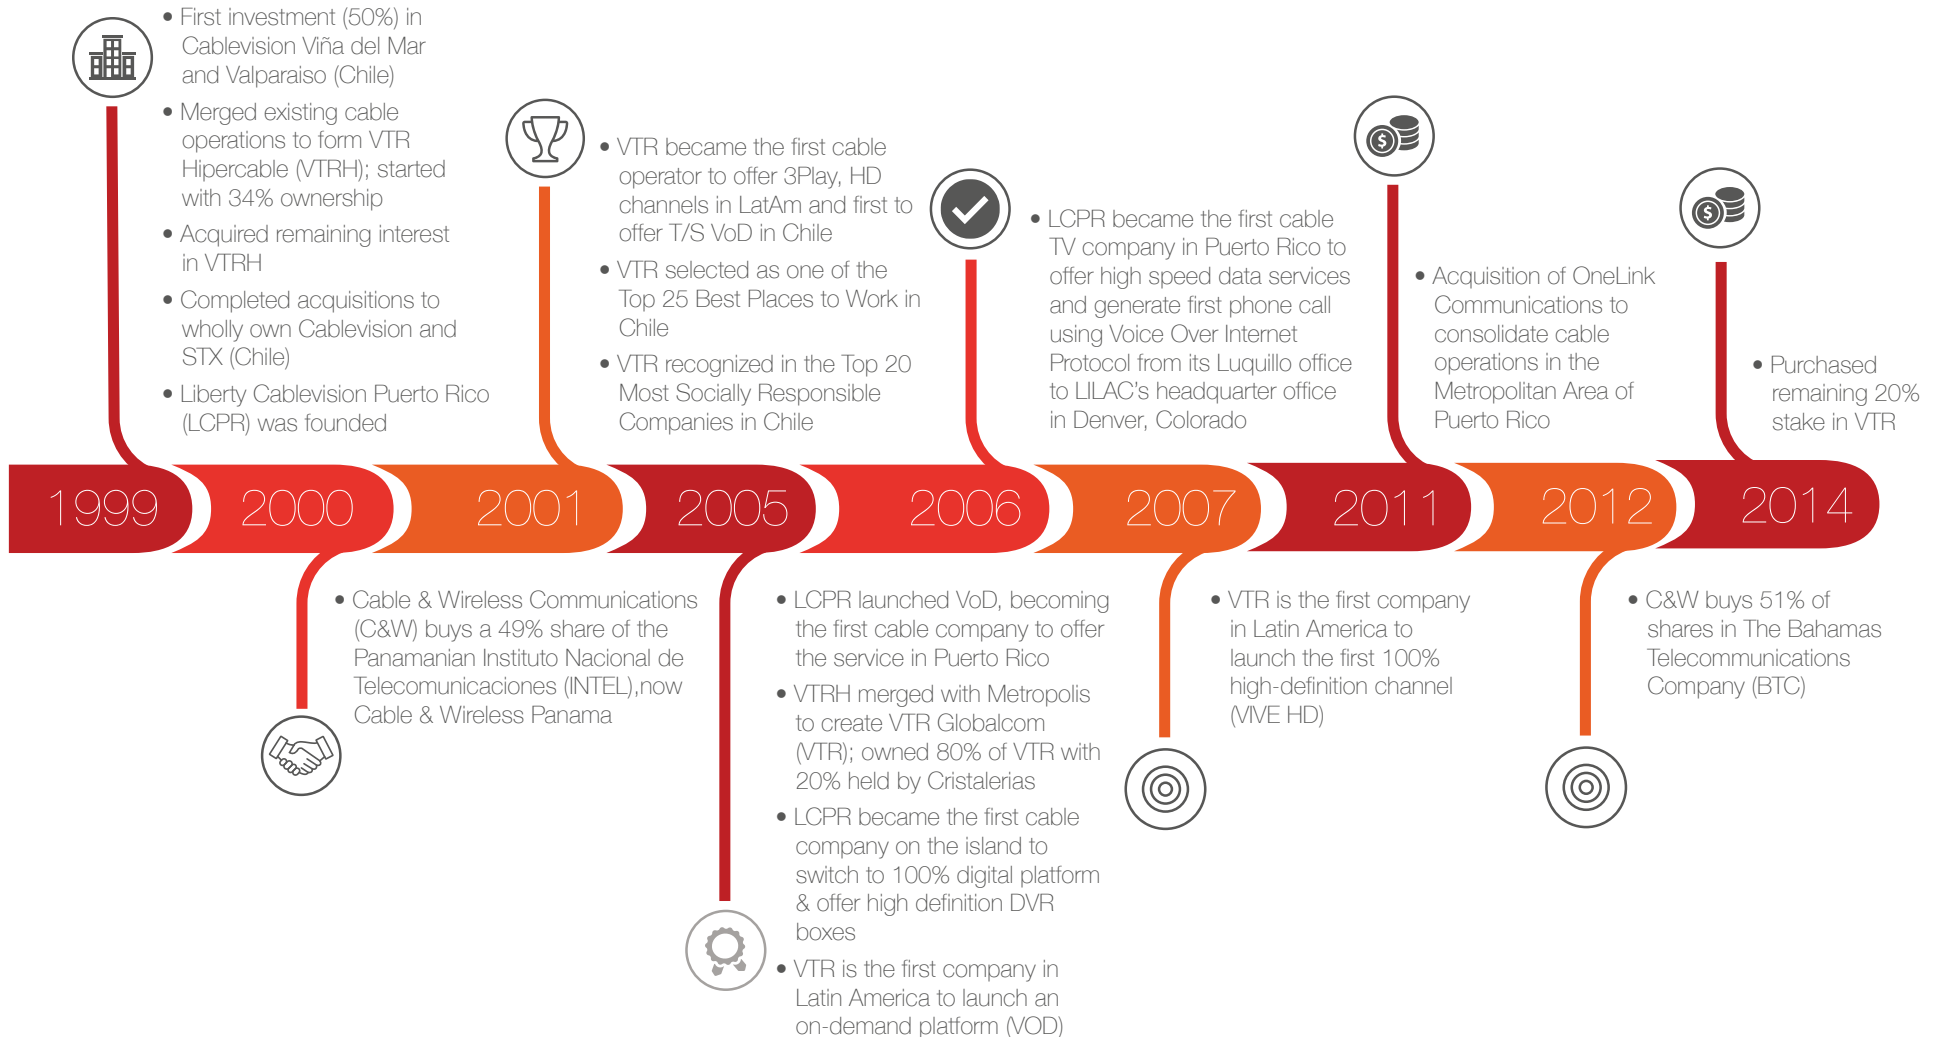 • First investment (50%) in
Cablevision Viña del Mar
and Valparaiso (Chile)
• Merged existing cable
operations to form VTR
Hipercable (VTRH); started
with 34% ownership
• Acquired remaining interest
in VTRH
• Completed acquisitions to
wholly own Cablevision and
STX (Chile)
• Liberty Cablevision Puerto Rico
(LCPR) was founded
• VTR became the first cable
operator to offer 3Play, HD
channels in LatAm and first to
offer T/S VoD in Chile
• VTR selected as one of the
Top 25 Best Places to Work in
Chile
• VTR recognized in the Top 20
Most Socially Responsible
Companies in Chile
• LCPR became the first cable
TV company in Puerto Rico to
offer high speed data services
and generate first phone call
using Voice Over Internet
Protocol from its Luquillo office
to LILAC's headquarter office
in Denver, Colorado
• Acquisition of OneLink
Communications to
consolidate cable
operations in the
Metropolitan Area of
Puerto Rico
• Purchased
remaining 20%
stake in VTR
1999 2000 2001 2005 2006 2007 2011 2012 2014
• Cable & Wireless Communications
(C&W) buys a 49% share of the
Panamanian Instituto Nacional de
Telecomunicaciones (INTEL),now
Cable & Wireless Panama
• LCPR launched VoD, becoming
the first cable company to offer
the service in Puerto Rico
• VTRH merged with Metropolis
to create VTR Globalcom
(VTR); owned 80% of VTR with
20% held by Cristalerias
• LCPR became the first cable
company on the island to
switch to 100% digital platform
& offer high definition DVR
boxes
• VTR is the first company in
Latin America to launch an
on-demand platform (VOD)
• VTR is the first company
in Latin America to
launch the first 100%
high-definition channel
(VIVE HD)
• C&W buys 51% of
shares in The Bahamas
Telecommunications
Company (BTC)